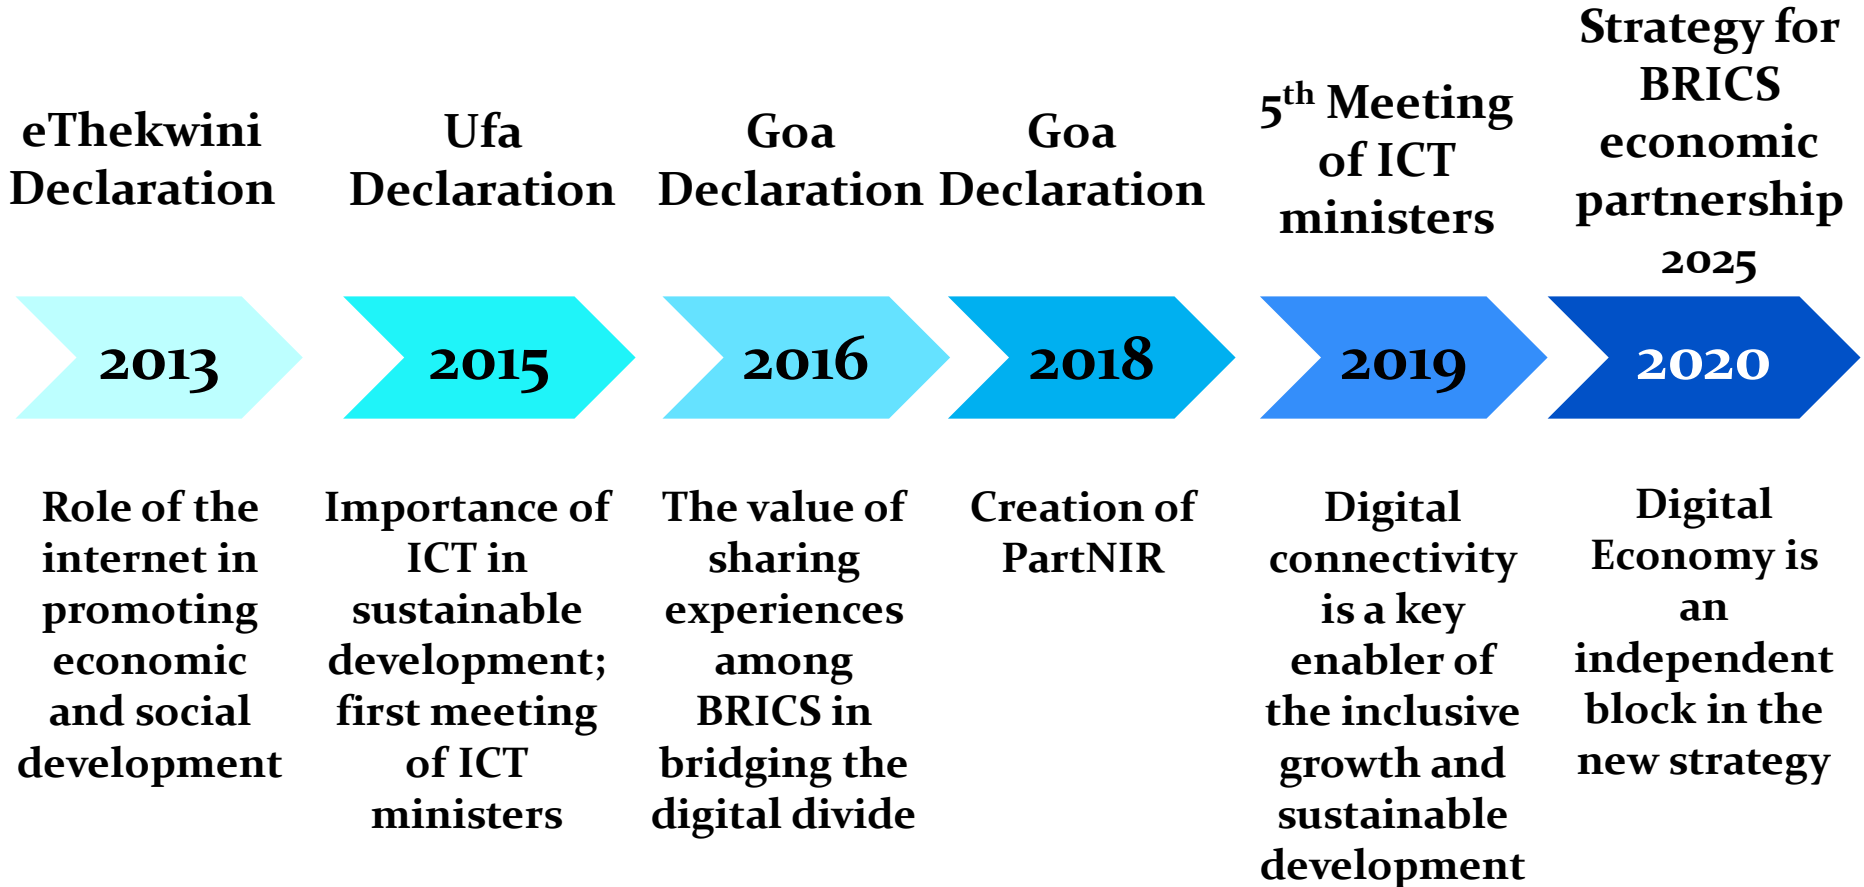 eThekwini
Declaration
Ufa
Declaration
Goa
Declaration
Goa
Declaration
5th Meeting
of ICT
ministers
Strategy for
BRICS
economic
partnership
2025
2013
2015
2016
2018
2019
2020
Role of the
internet in
promoting
economic
and social
development
Importance of
ICT in
sustainable
development;
first meeting
of ICT
ministers
The value of
sharing
experiences
among
BRICS in
bridging the
digital divide
Creation of
PartNIR
Digital
connectivity
is a key
enabler of
the inclusive
growth and
sustainable
development
Digital
Economy is
an
independent
block in the
new strategy